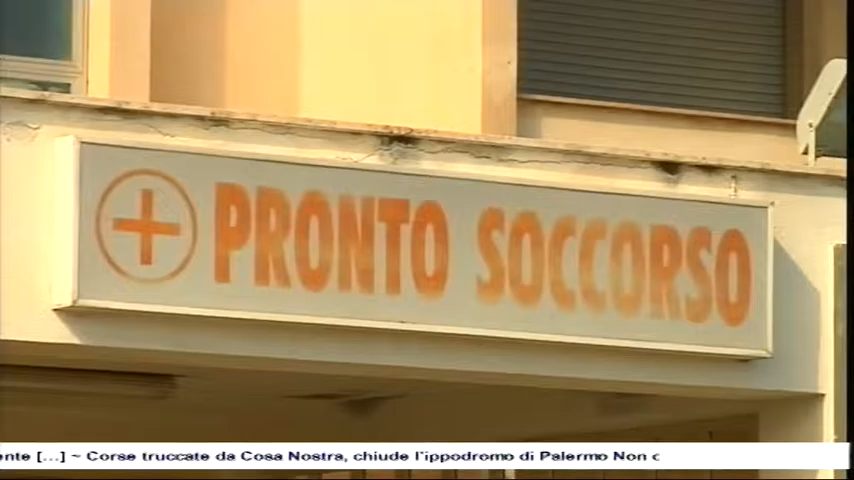 PRONTO SOCCORSO
ente [...] ~ Corse truccate da Cosa Nostra, chiude l'ippodromo di Palermo Non c